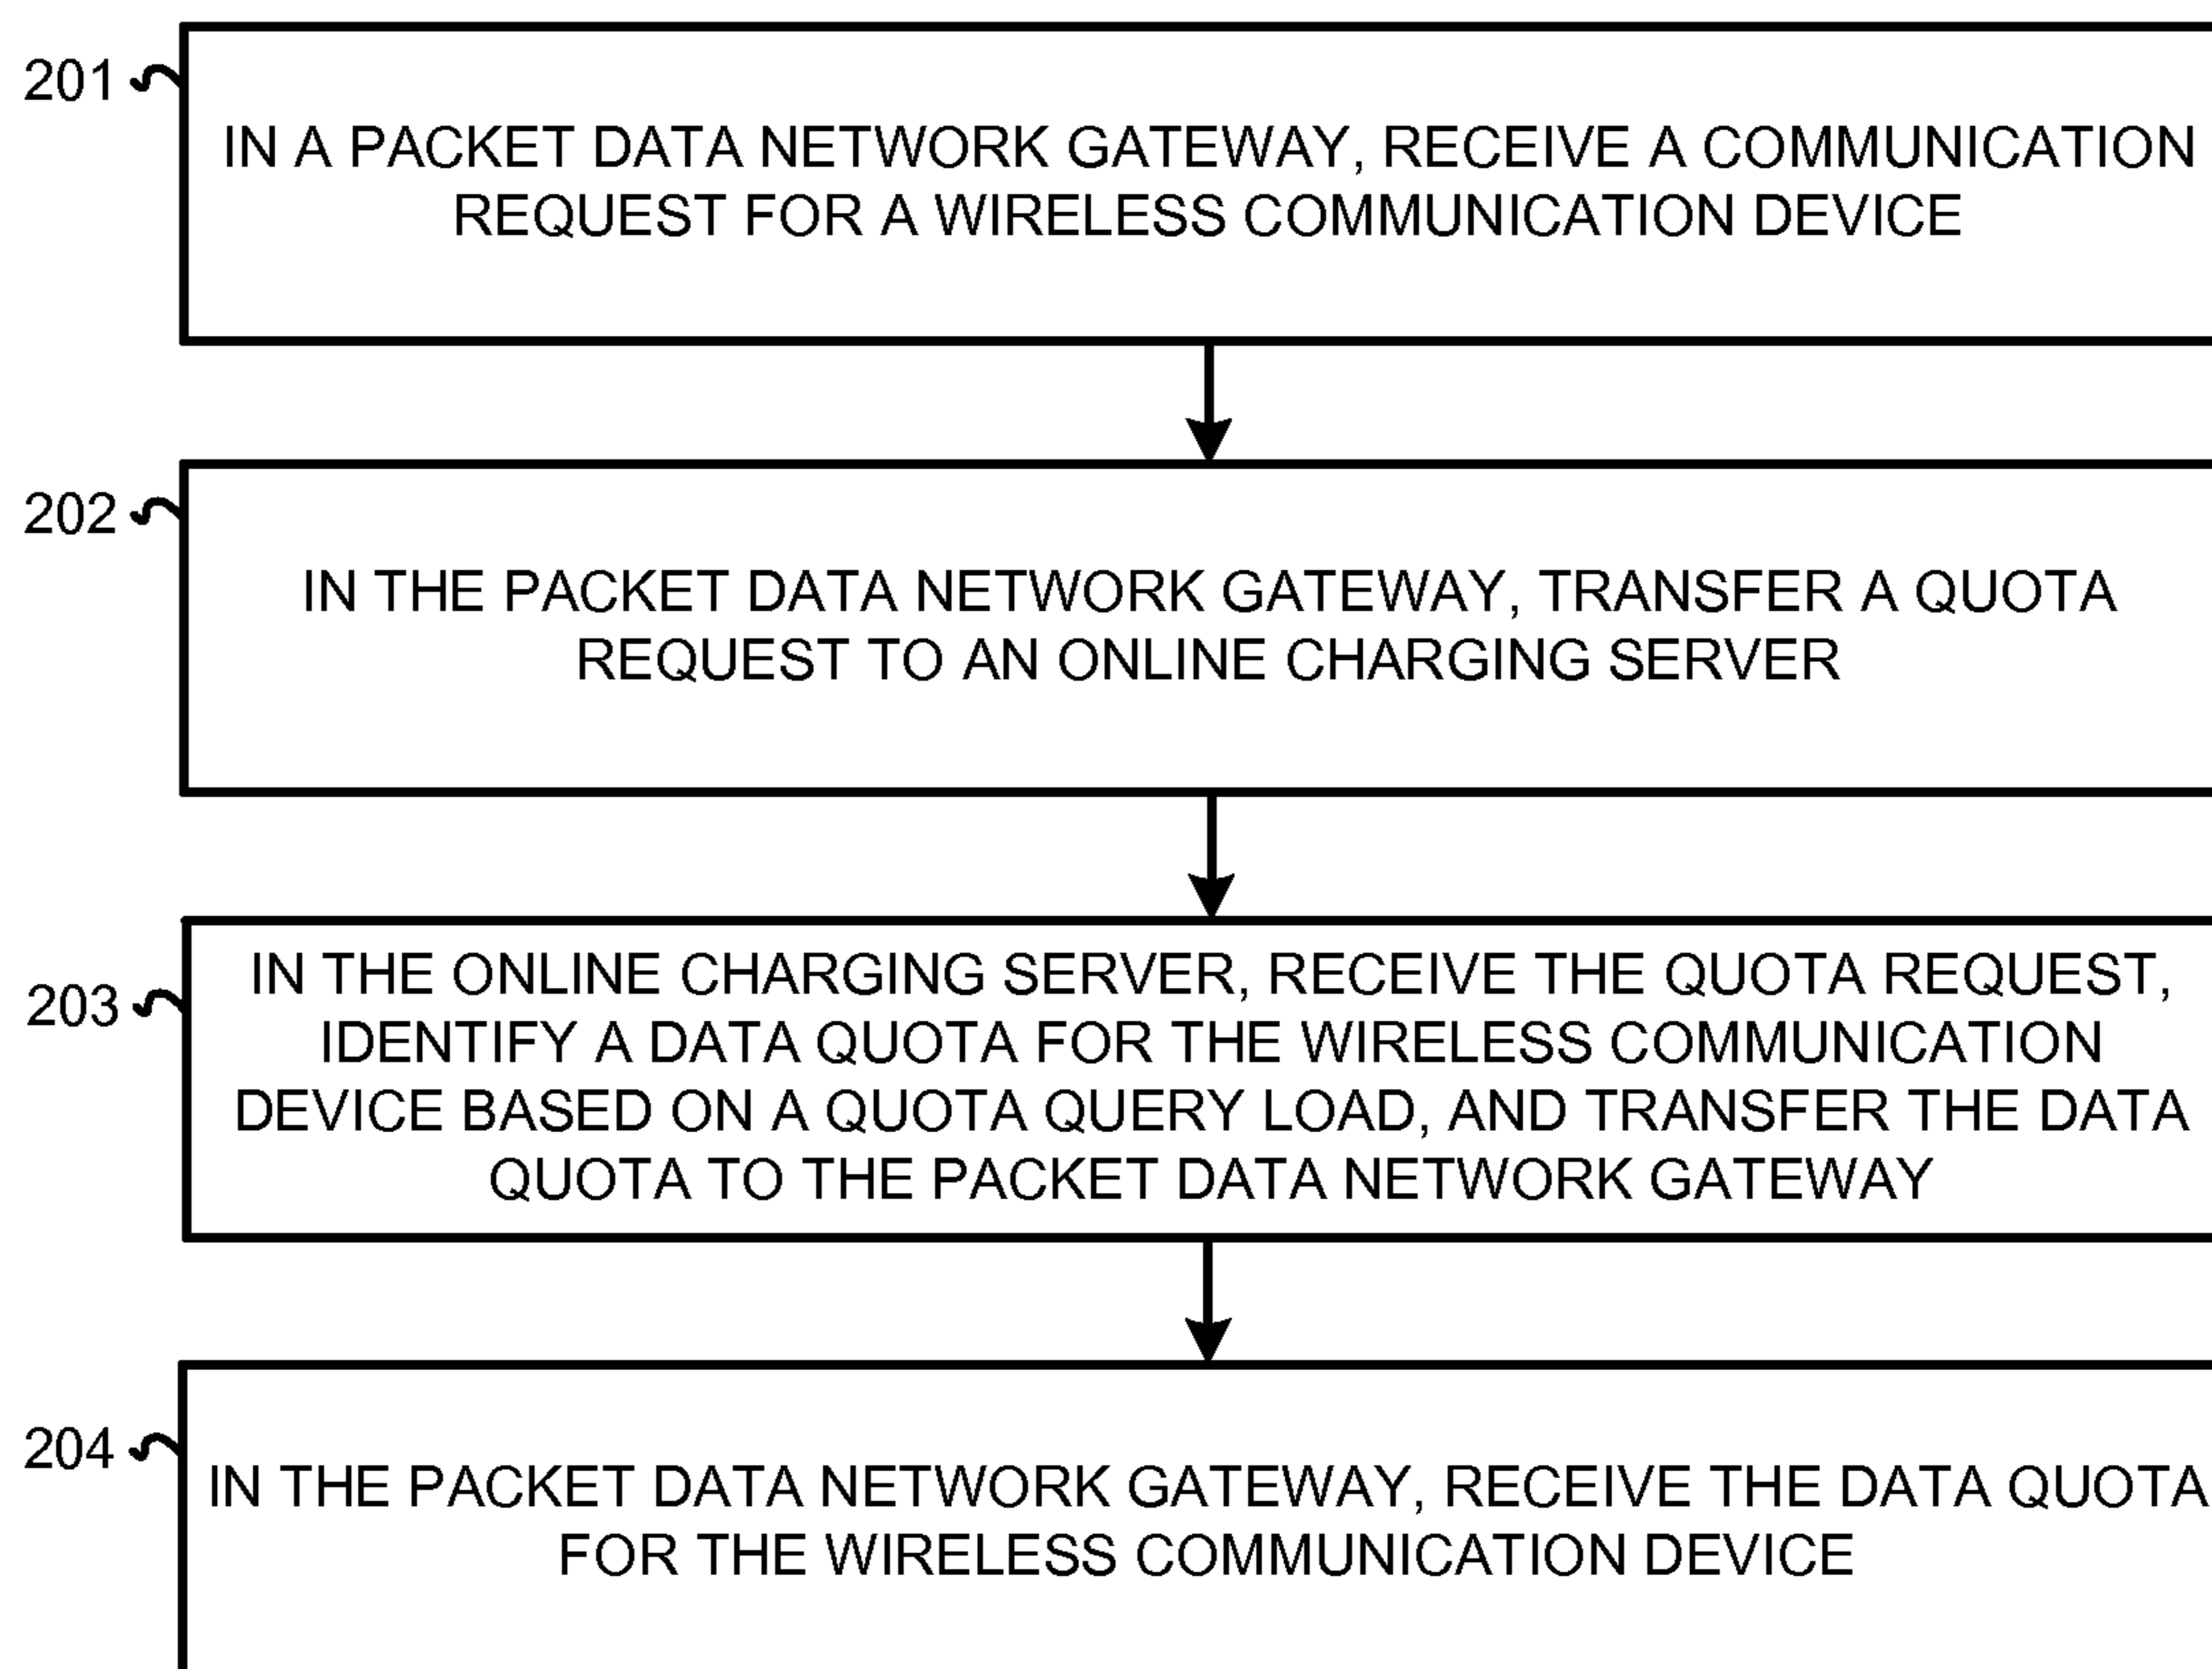 201
IN A PACKET DATA NETWORK GATEWAY, RECEIVE A COMMUNICATION
REQUEST FOR A WIRELESS COMMUNICATION DEVICE
202
IN THE PACKET DATA NETWORK GATEWAY, TRANSFER A QUOTA
REQUEST TO AN ONLINE CHARGING SERVER
203
IN THE ONLINE CHARGING SERVER, RECEIVE THE QUOTA REQUEST,
IDENTIFY A DATA QUOTA FOR THE WIRELESS COMMUNICATION
DEVICE BASED ON A QUOTA QUERY LOAD, AND TRANSFER THE DATA
QUOTA TO THE PACKET DATA NETWORK GATEWAY
204
IN THE PACKET DATA NETWORK GATEWAY, RECEIVE THE DATA QUOTA
FOR THE WIRELESS COMMUNICATION DEVICE